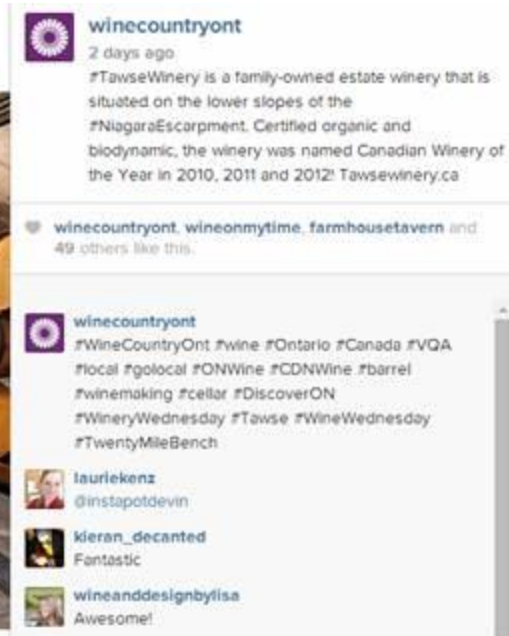 winecountryont
2 days ago
#TawseWinery is a family-owned estate winery that is
situated on the lower slopes of the
#NiagaraEscarpment. Certified organic and
biodynamic, the winery was named Canadian Winery of
the Year in 2010, 2011 and 2012! Tawsewinery.ca
winecountryont, wineonmytime, farmhousetavern and
49 others like this.
winecountryont
#WineCountryOnt #wine #Ontario #Canada #VQA
#local #golocal #ONWine #CDNWine #barrel
#winemaking #cellar #DiscoverON
#WineryWednesday #Tawse #WineWednesday
#TwentyMileBench
lauriekenz
@instapotdevin
kieran_decanted
Fantastic
wineanddesignbylisa
Awesome!